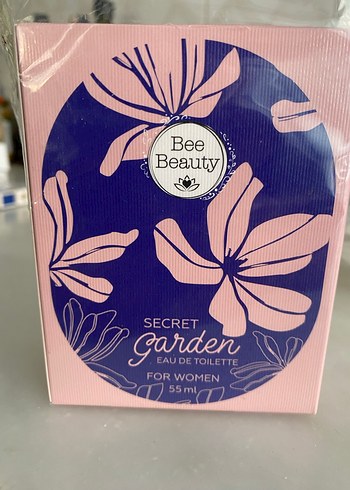 Bee
Beauty
SECRET
garden
EAU DE TOILETTE
FOR WOMEN
55 ml